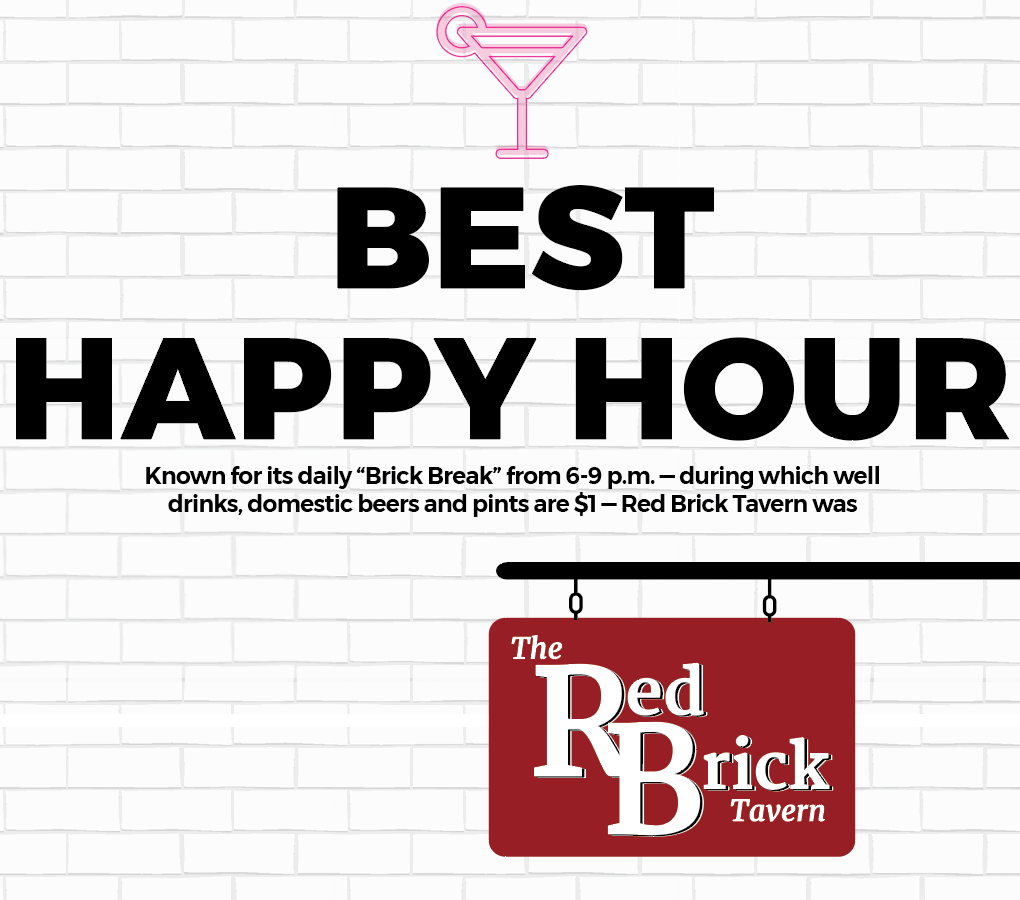 BEST
HAPPY HOUR
Known for its daily “Brick Break” from 6-9 p.m. — during which well
drinks, domestic beers and pints are $1 — Red Brick Tavern was
The
Red
Brick
Tavern